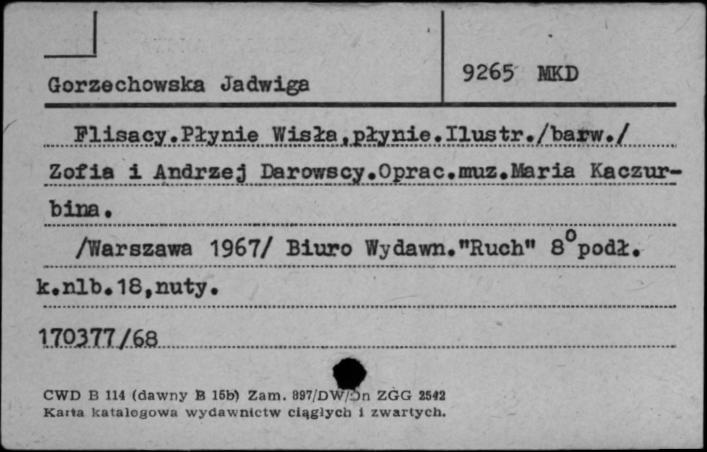 Gorzechowska Jadwiga
9265 MKD
Flisacy.Płynie Wisła,płynie.Ilustr./barw./
Zofia i Andrzej Darowscy.Oprac.muz.Maria Kaczur-
bina.
/Warszawa 1967/ Biuro Wydawn."Ruch" 8°podł.
k.nlb.18,nuty.
170377/68
CWD B 114 (dawny B 15b) Zam. 897/DW/Dn ZGG 2542
Karta katalogowa wydawnictw ciągłych i zwartych.